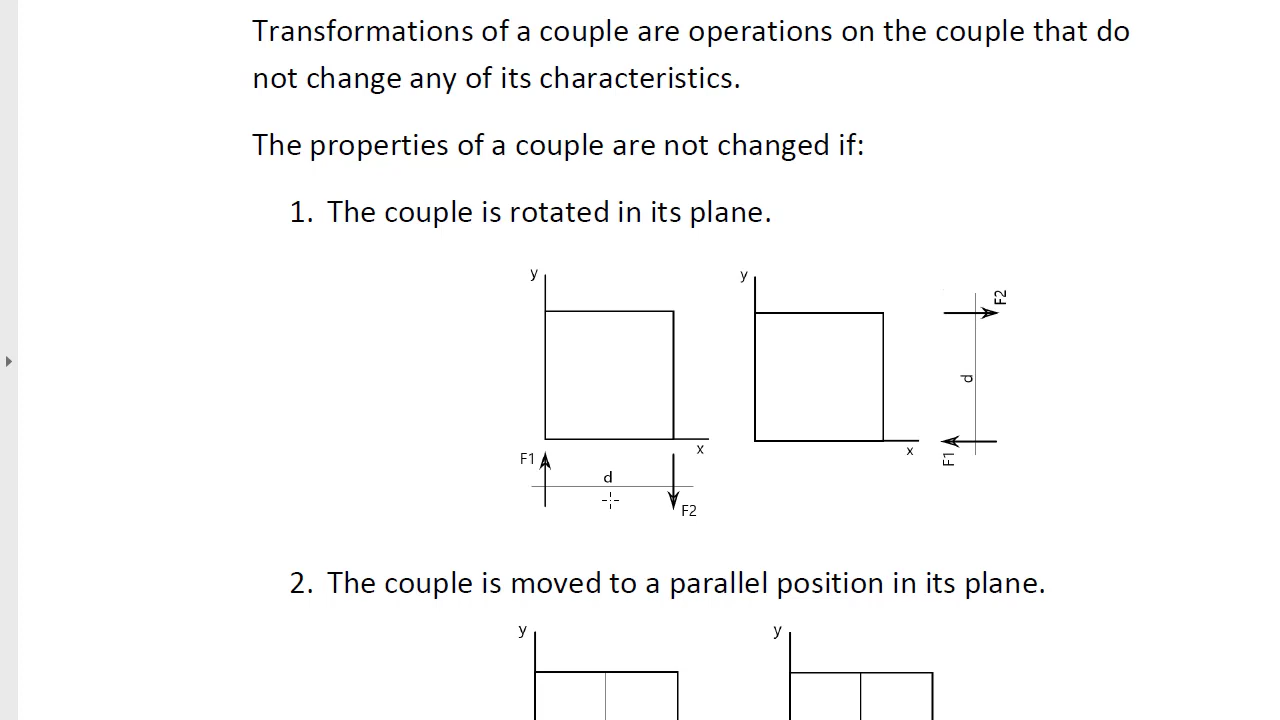 Transformations of a couple are operations on the couple that do
not change any of its characteristics.
The properties of a couple are not changed if:
1. The couple is rotated in its plane.
y
y
F2
d
x
x
F1
F1
d
F2
2. The couple is moved to a parallel position in its plane.
y
y